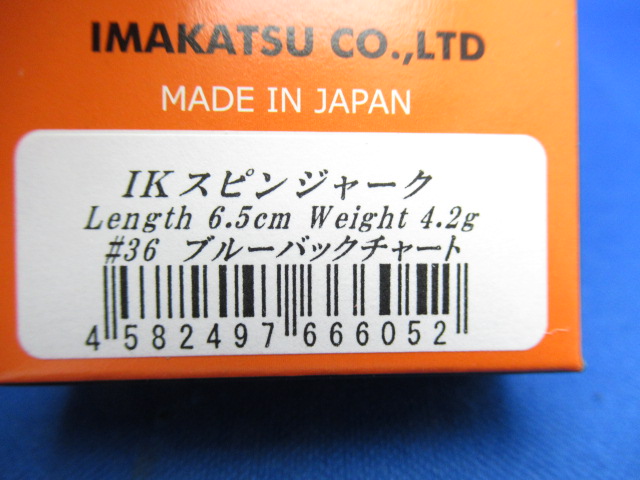 IMAKATSU CO.,LTD
MADE IN JAPAN
IKスピンジャーク
Length 6.5cm Weight 4.2g
#36 ブルーバックチャート
4 582497 666052